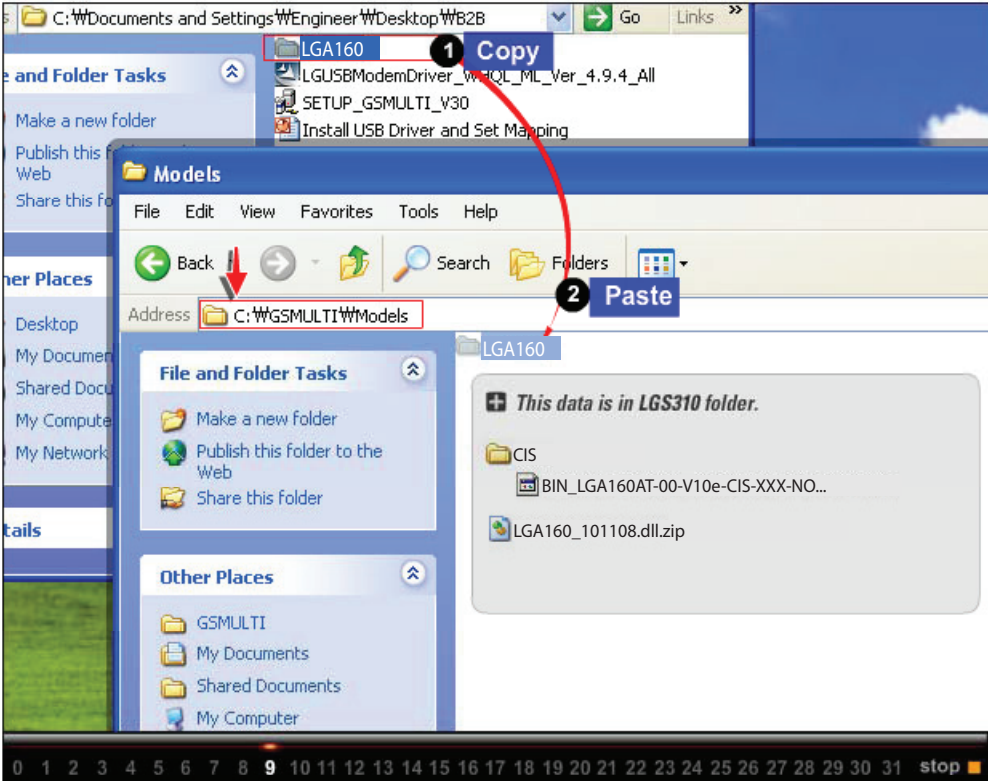 s C:₩Documents and Settings₩Engineer₩Desktop₩B2B Go Links »
LGA160 1 Copy
LGUSBModemDriver_WHQL_ML_Ver_4.9.4_All
SETUP_GSMULTI_V30
Install USB Driver and Set Mapping
e and Folder Tasks
Make a new folder
Publish this f
Web
Share this fo
her Places
Desktop
My Documen
Shared Docu
My Compute
My Network
tails
Models
File Edit View Favorites Tools Help
Back Search Folders
2 Paste
Address C:₩GSMULTI₩Models
LGA160
File and Folder Tasks
Make a new folder
Publish this folder to the
Web
Share this folder
Other Places
GSMULTI
My Documents
Shared Documents
My Computer
This data is in LGS310 folder.
CIS
BIN_LGA160AT-00-V10e-CIS-XXX-NO...
LGA160_101108.dll.zip
0 1 2 3 4 5 6 7 8 9 10 11 12 13 14 15 16 17 18 19 20 21 22 23 24 25 26 27 28 29 30 31 stop